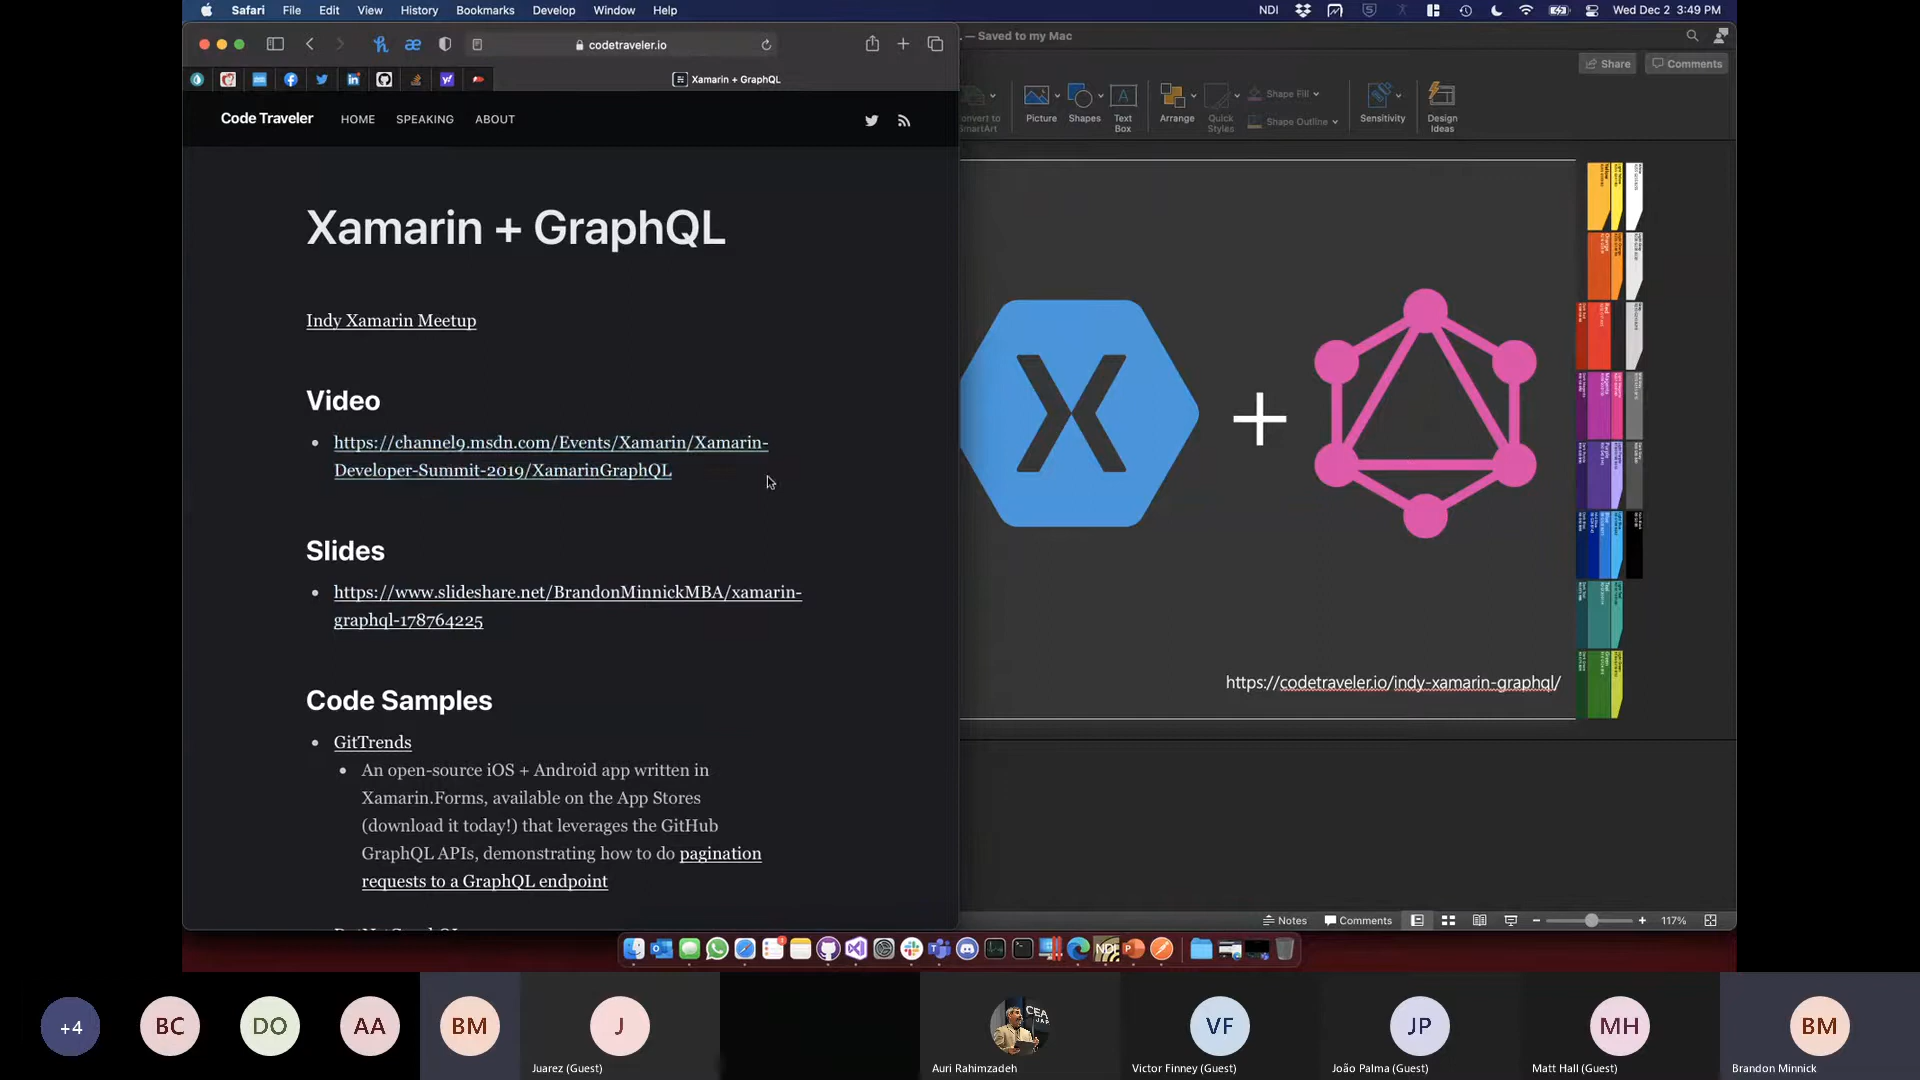 Safari File Edit View History Bookmarks Develop Window Help
NDI Wed Dec 2 3:49 PM
codetraveler.io
— Saved to my Mac
Share Comments
Xamarin + GraphQL
Picture Shapes Text Box Arrange Quick Styles Shape Fill Shape Outline Sensitivity Design Ideas
Convert to SmartArt
Code Traveler HOME SPEAKING ABOUT
Xamarin + GraphQL
Indy Xamarin Meetup
Video
https://channel9.msdn.com/Events/Xamarin/Xamarin-
Developer-Summit-2019/XamarinGraphQL
Slides
https://www.slideshare.net/BrandonMinnickMBA/xamarin-
graphql-178764225
Code Samples
GitTrends
An open-source iOS + Android app written in
Xamarin.Forms, available on the App Stores
(download it today!) that leverages the GitHub
GraphQL APIs, demonstrating how to do pagination
requests to a GraphQL endpoint
X +
https://codetraveler.io/indy-xamarin-graphql/
Notes Comments 117%
+4 BC DO AA BM J VF JP MH BM
Juarez (Guest) Auri Rahimzadeh Victor Finney (Guest) João Palma (Guest) Matt Hall (Guest) Brandon Minnick